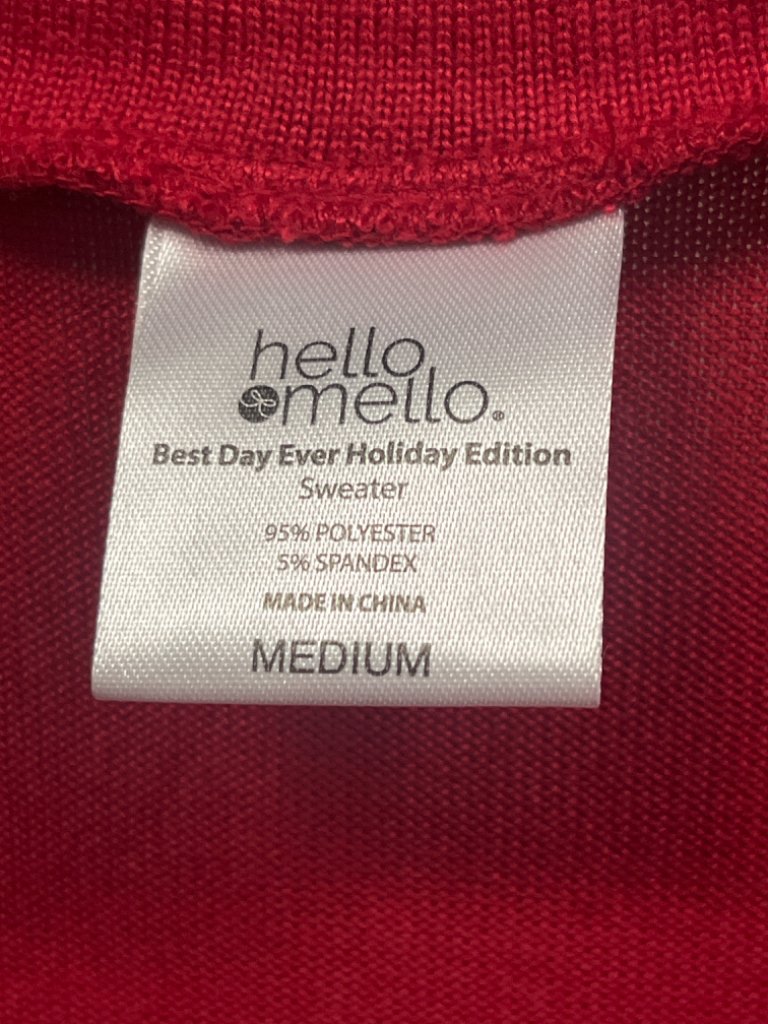 hello
mello®
Best Day Ever Holiday Edition
Sweater
95% POLYESTER
5% SPANDEX
MADE IN CHINA
MEDIUM